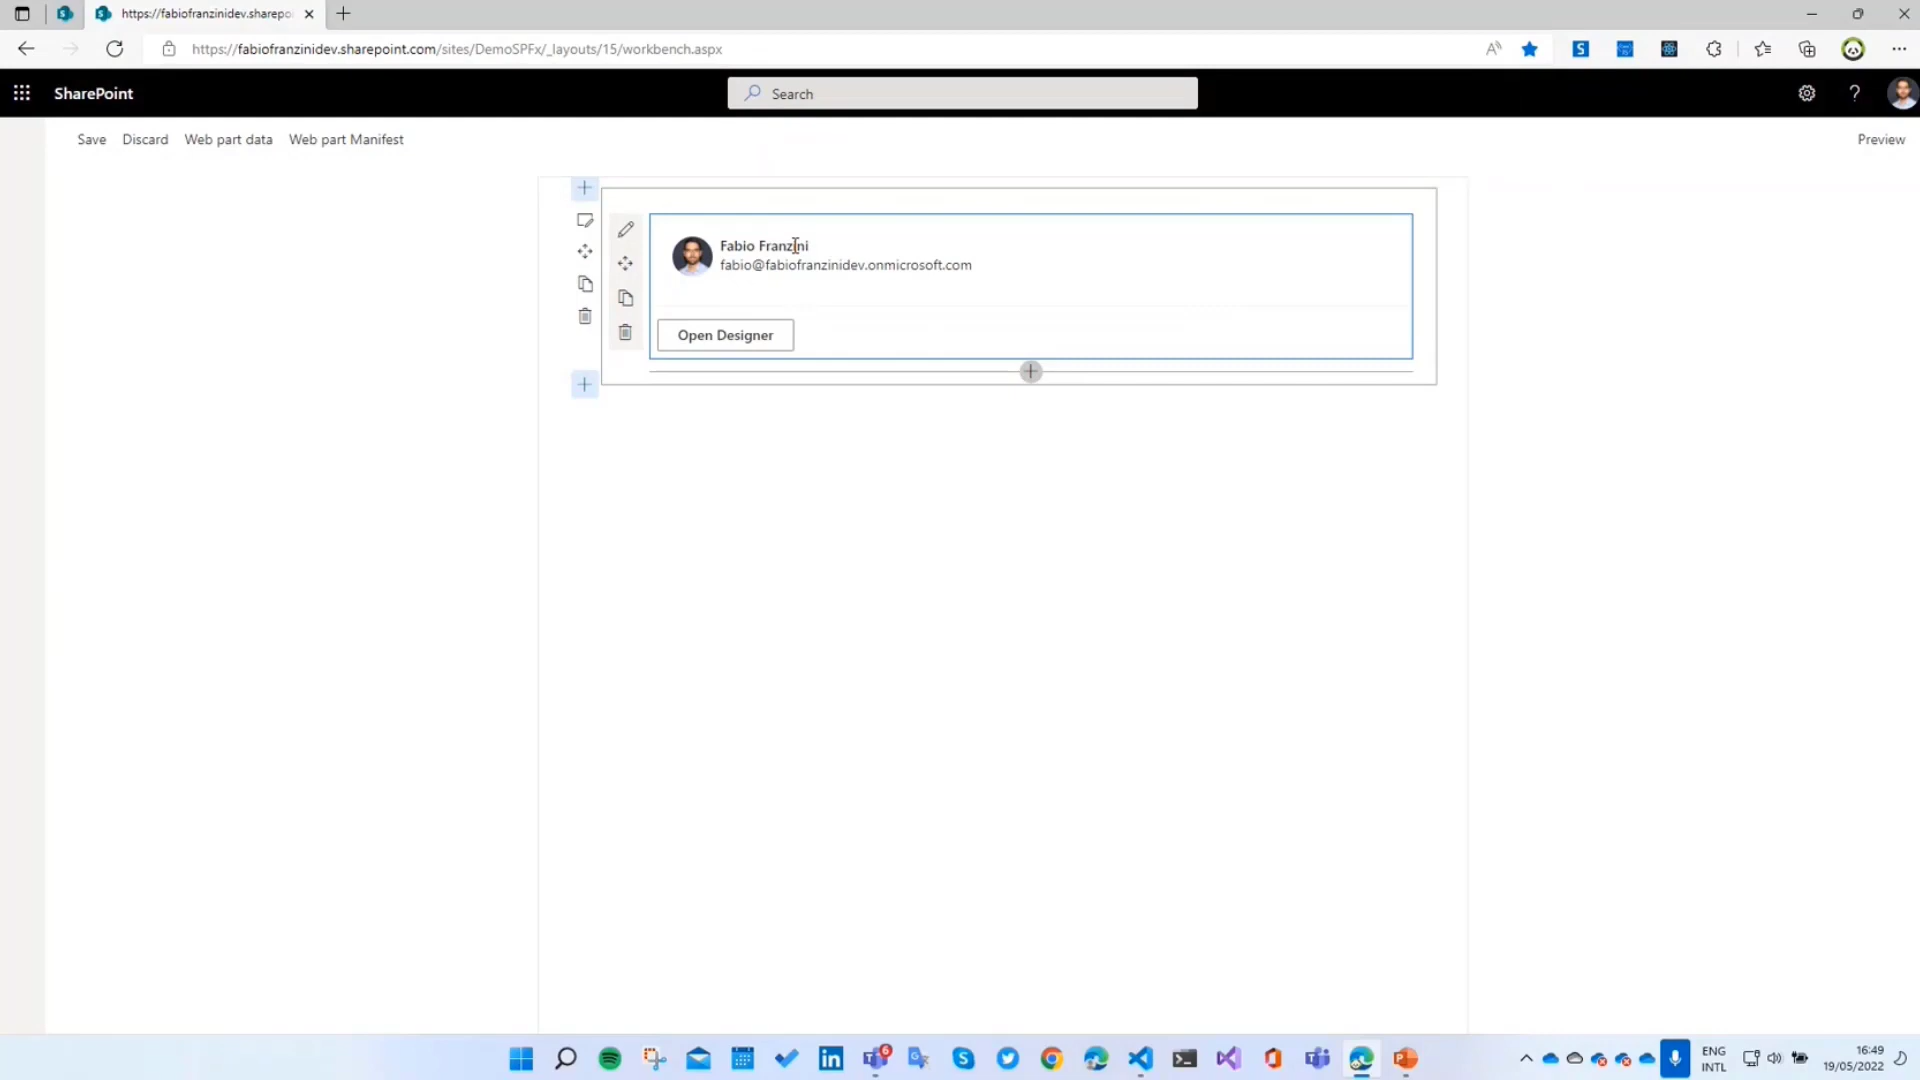 https://fabiofranzinidev.sharepo
https://fabiofranzinidev.sharepoint.com/sites/DemoSPFx/_layouts/15/workbench.aspx
SharePoint
Search
Save Discard Web part data Web part Manifest
Preview
Fabio Franzini
fabio@fabiofranzinidev.onmicrosoft.com
Open Designer
6
ENG
INTL
16:49
19/05/2022